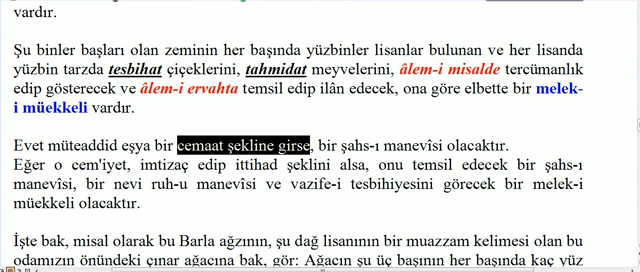 vardır.
Şu binler başları olan zeminin her başında yüzbinler lisanlar bulunan ve her lisanda
yüzbin tarzda tesbihat çiçeklerini, tahmidat meyvelerini, âlem-i misalde tercümanlık
edip gösterecek ve âlem-i ervahta temsil edip ilân edecek, ona göre elbette bir melek-
i müekkeli vardır.
Evet müteaddid eşya bir cemaat şekline girse, bir şahs-ı manevîsi olacaktır.
Eğer o cem'iyet, imtizaç edip ittihad şeklini alsa, onu temsil edecek bir şahs-ı
manevîsi, bir nevi ruh-u manevîsi ve vazife-i tesbihiyesini görecek bir melek-i
müekkeli olacaktır.
İşte bak, misal olarak bu Barla ağzının, şu dağ lisanının bir muazzam kelimesi olan bu
odamızın önündeki çınar ağacına bak, gör: Ağacın şu üç başının her başında kaç yüz